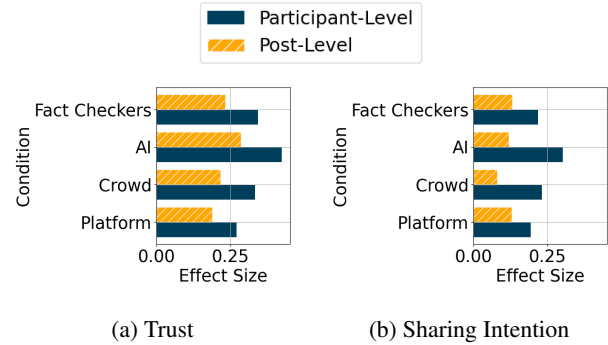 Participant-Level
Post-Level
Condition
Fact Checkers
AI
Crowd
Platform
0.00
0.25
Effect Size
(a) Trust
Condition
Fact Checkers
AI
Crowd
Platform
0.00
0.25
Effect Size
(b) Sharing Intention